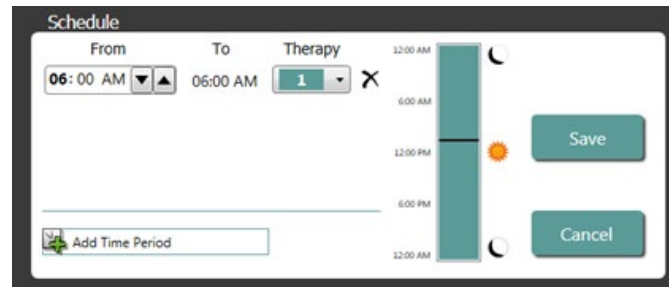 Schedule
From To Therapy
06: 00 AM 06:00 AM 1
Add Time Period
12:00 AM
6:00 AM
12:00 PM
6:00 PM
12:00 AM
Save
Cancel